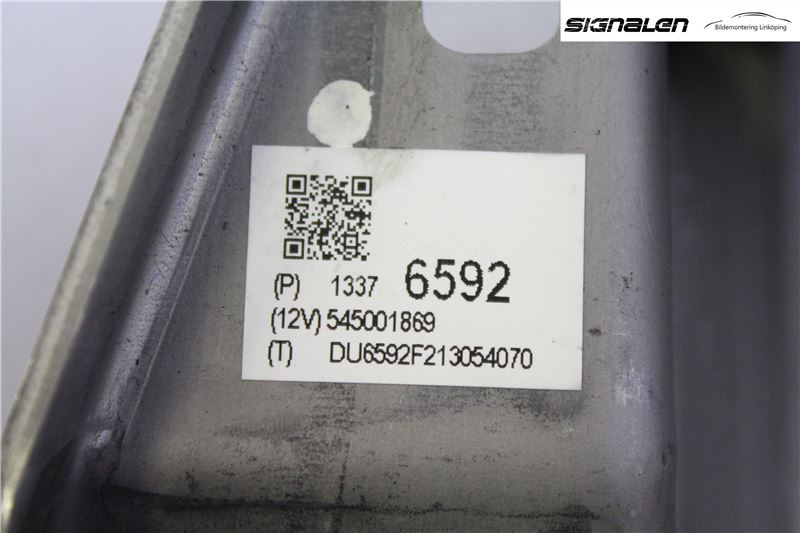 SIGNALEN
Bildemontering Linköping
(P) 1337 6592
(12V) 545001869
(T) DU6592F213054070